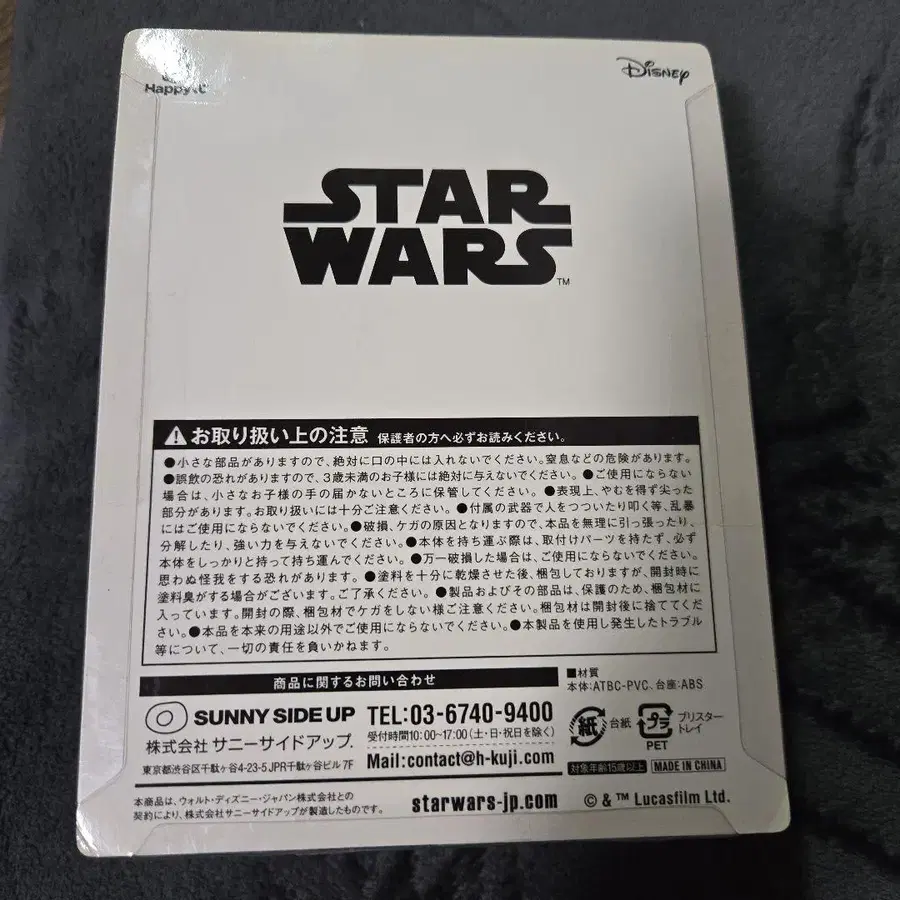 Happyく
Disney
STAR
WARS
TM
お取り扱い上の注意 保護者の方へ必ずお読みください。
●小さな部品がありますので、絶対に口の中には入れないでください。窒息などの危険があります。
●誤飲の恐れがありますので、3歳未満のお子様には絶対に与えないでください。●ご使用にならない
場合は、小さなお子様の手の届かないところに保管してください。●表現上、やむを得ず尖った
部分があります。お取り扱いには十分ご注意ください。●付属の武器で人をつついたり叩く等、乱暴
にはご使用にならないでください。●破損、ケガの原因となりますので、本品を無理に引っ張ったり、
分解したり、強い力を与えないでください。●本体を持ち運ぶ際は、取付けパーツを持たず、必ず
本体をしっかりと持って持ち運んでください。●万一破損した場合は、ご使用にならないでください。
思わぬ怪我をする恐れがあります。●塗料を十分に乾燥させた後、梱包しておりますが、開封時に
塗料臭がする場合がございます。ご了承ください。●製品およびその部品は、保護のため、梱包材に
入っています。開封の際、梱包材でケガをしない様ご注意ください。梱包材は開封後に捨ててくだ
さい。●本品を本来の用途以外でご使用にならないでください。●本製品を使用し発生したトラブル
等について、一切の責任を負いかねます。
商品に関するお問い合わせ
SUNNY SIDE UP
株式会社 サニーサイドアップ.
東京都渋谷区千駄ヶ谷4-23-5 JPR千駄ヶ谷ビル 7F
TEL:03-6740-9400
受付時間10:00~17:00(土・日・祝日を除く)
Mail:contact@h-kuji.com
■材質
本体:ATBC-PVC、台座:ABS
紙 台紙
プラ PET ブリスタートレイ
対象年齢15歳以上 MADE IN CHINA
本商品は、ウォルト・ディズニー・ジャパン株式会社との
契約により、株式会社サニーサイドアップが製造したものです。
starwars-jp.com
© & ™ Lucasfilm Ltd.